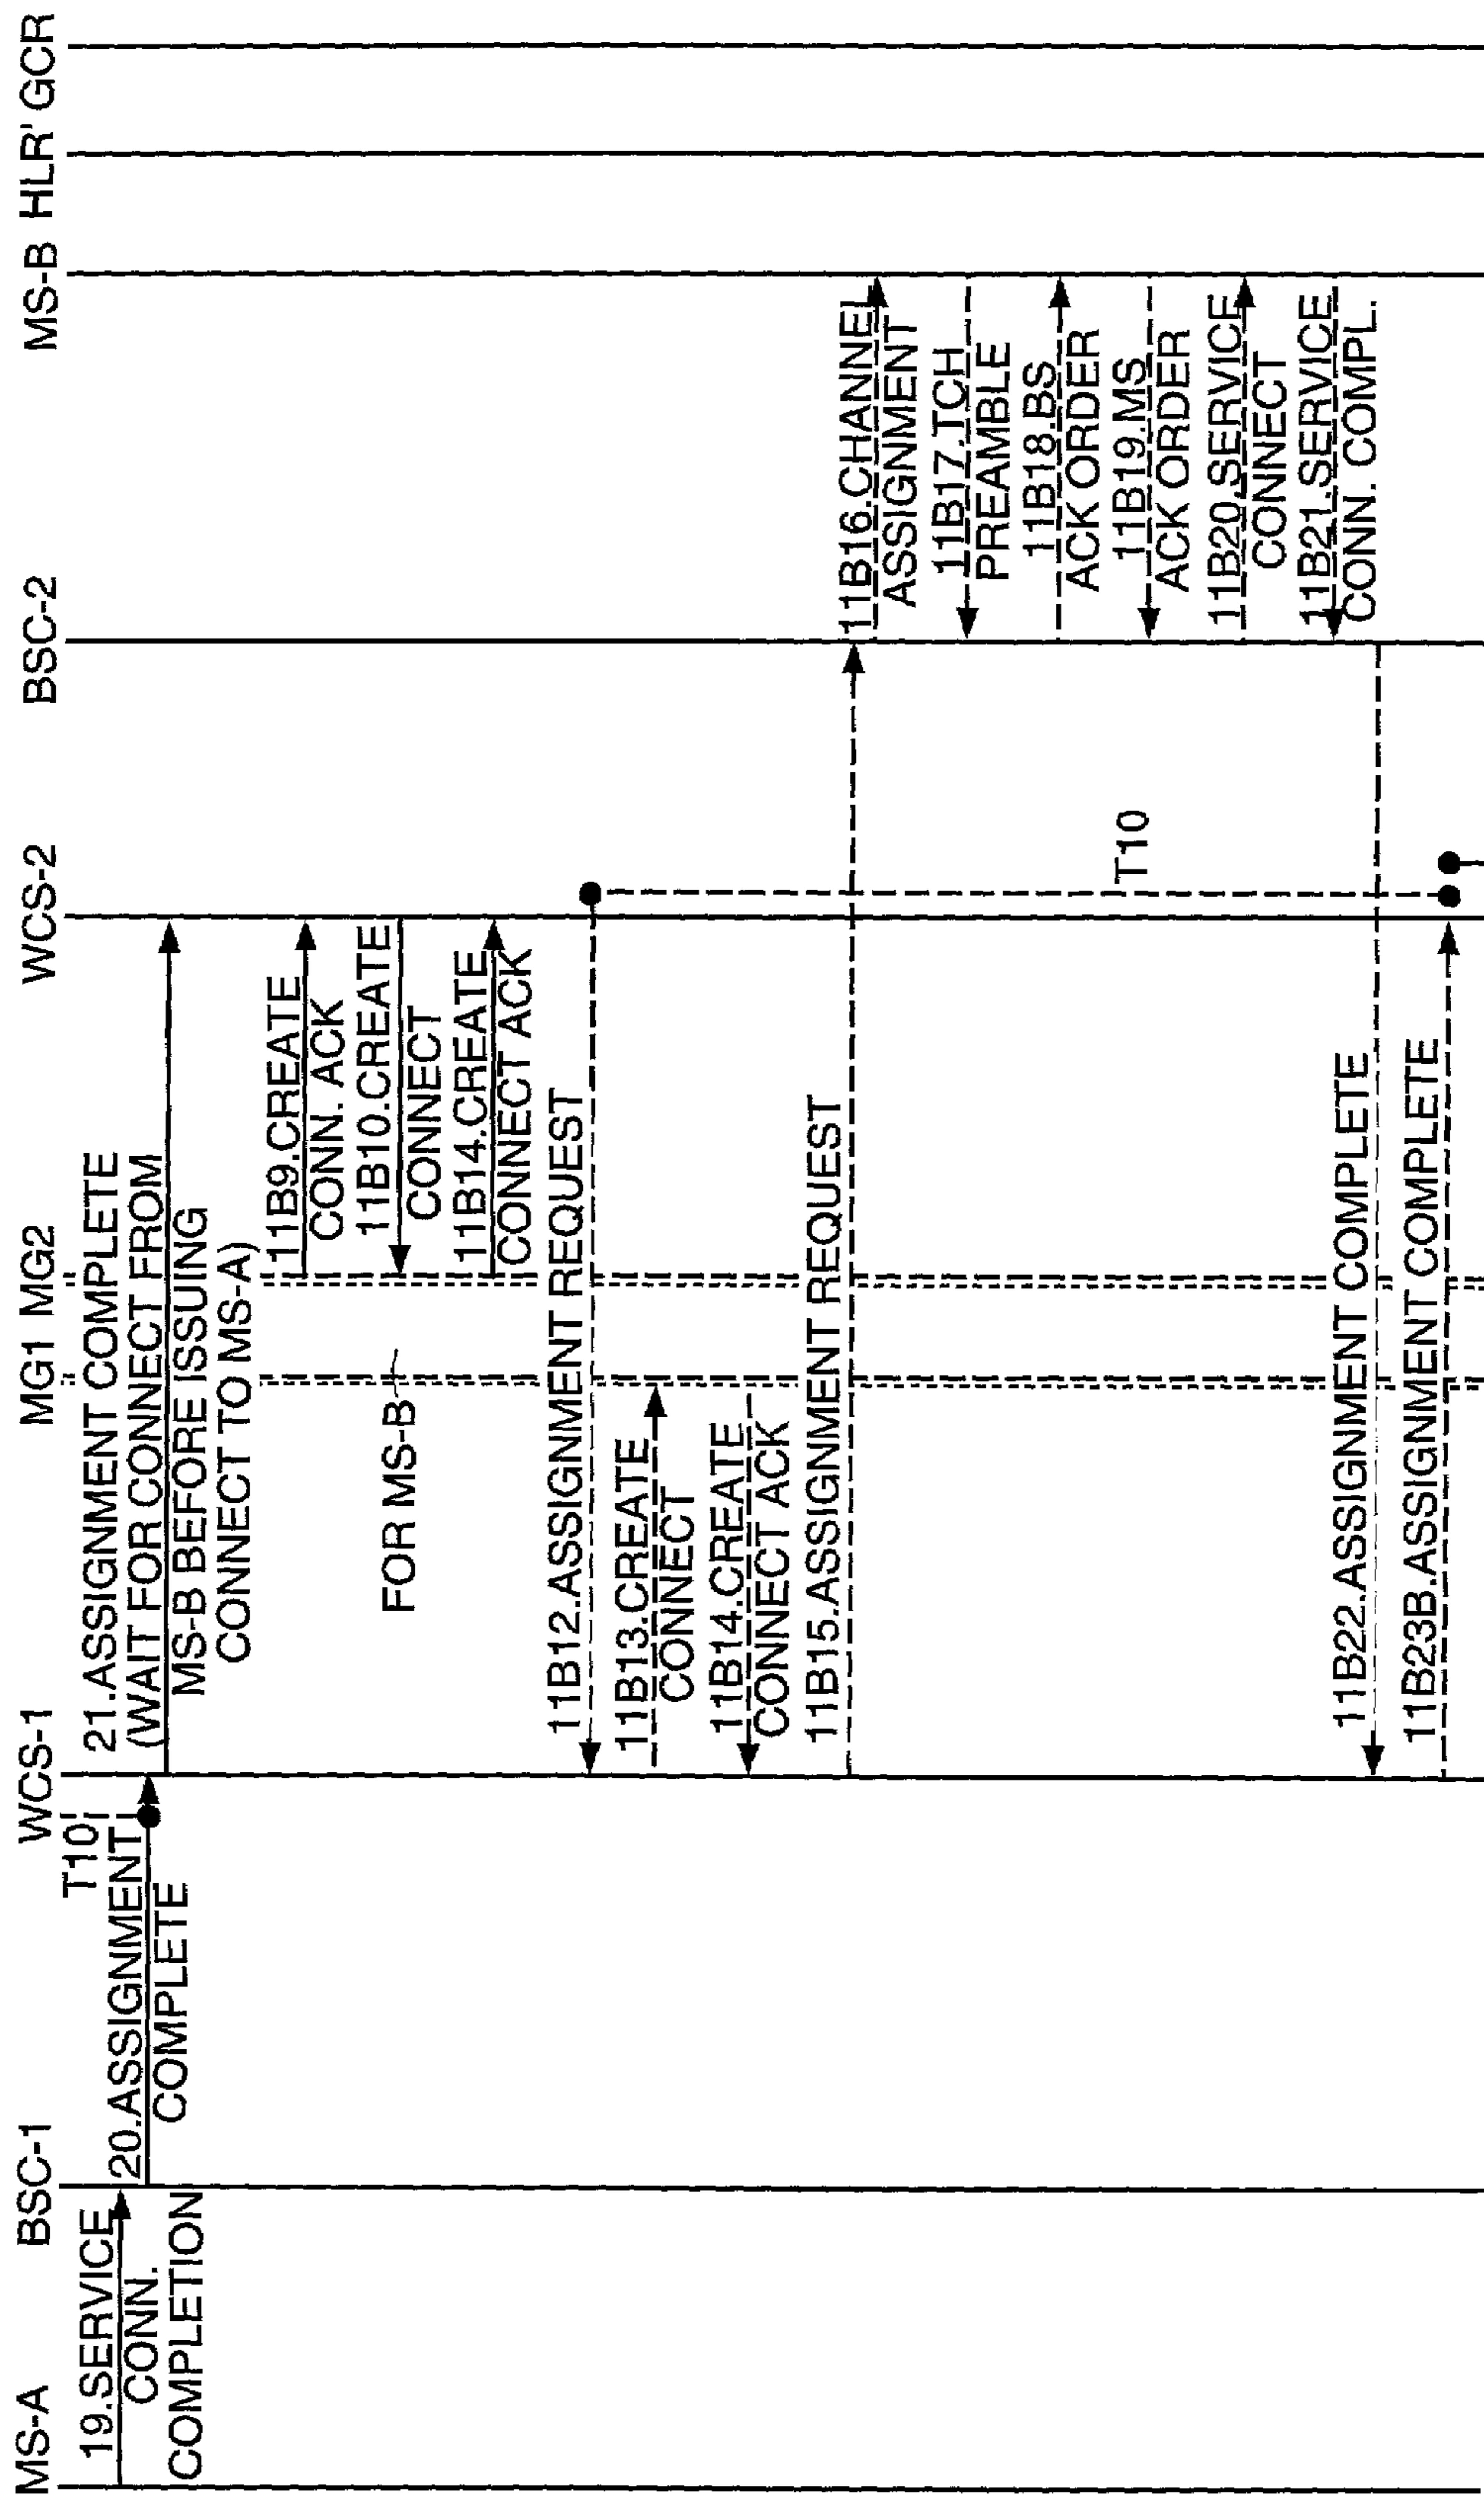 MS-A BSC-1 WCS-1 MG1 MG2 WCS-2 BSC-2 MS-B HLR' GCR
T10
19.SERVICE
CONN.
COMPLETION
20.ASSIGNMENT
COMPLETE
21.ASSIGNMENT COMPLETE
(WAIT FOR CONNECT FROM
MS-B BEFORE ISSUING
CONNECT TO MS-A)
11B9.CREATE
CONN. ACK
11B10.CREATE
CONNECT
FOR MS-B
11B14.CREATE
CONNECT ACK
11B12.ASSIGNMENT REQUEST
11B13.CREATE
CONNECT
11B14.CREATE
CONNECT ACK
11B15.ASSIGNMENT REQUEST
11B16.CHANNEL
ASSIGNMENT
11B17.TCH
PREAMBLE
11B18.BS
ACK ORDER
T10
11B19.MS
ACK ORDER
11B20.SERVICE
CONNECT
11B21.SERVICE
CONN. COMPL.
11B22.ASSIGNMENT COMPLETE
11B23B.ASSIGNMENT COMPLETE